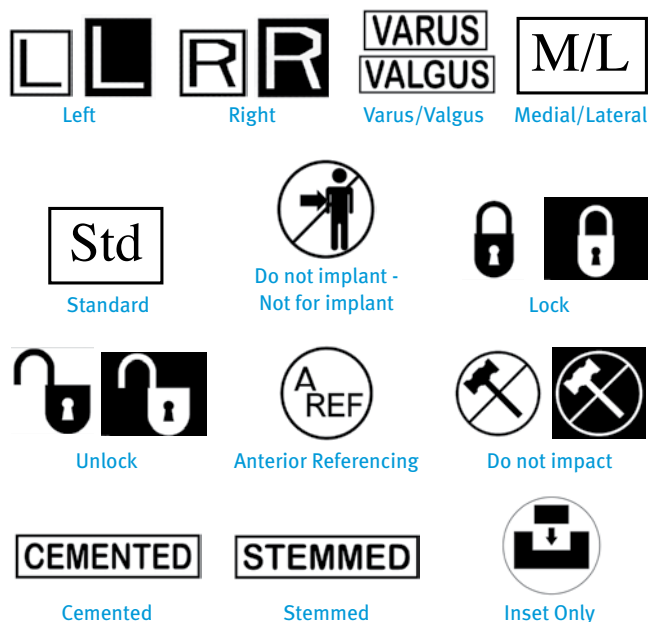 L L R R VARUS M/L
VALGUS
Left Right Varus/Valgus Medial/Lateral
Std
Standard Do not implant -
Not for implant Lock
A
REF
Unlock Anterior Referencing Do not impact
CEMENTED STEMMED
Cemented Stemmed Inset Only